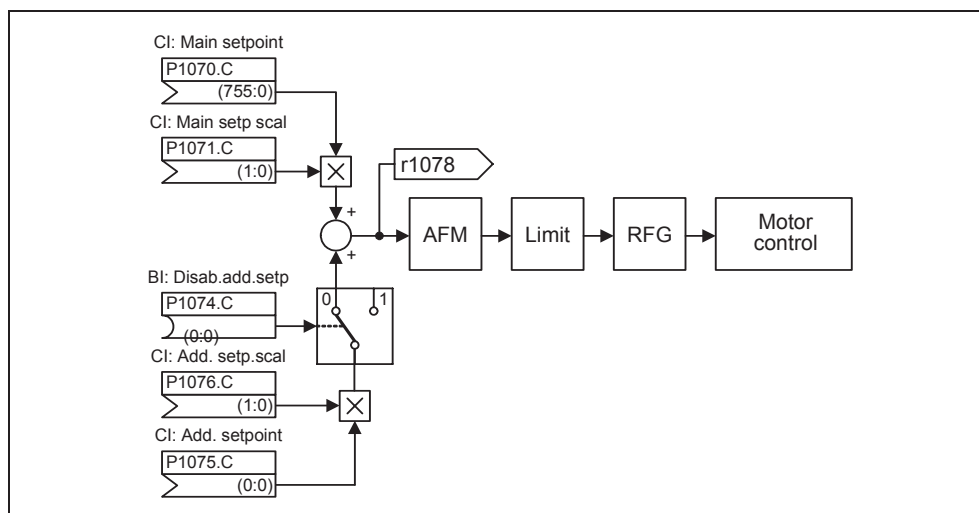 CI: Main setpoint
P1070.C
(755:0)
CI: Main setp scal
P1071.C
(1:0)
r1078
+
+
AFM
Limit
RFG
Motor
control
BI: Disab.add.setp
P1074.C
(0:0)
0
1
CI: Add. setp.scal
P1076.C
(1:0)
CI: Add. setpoint
P1075.C
(0:0)